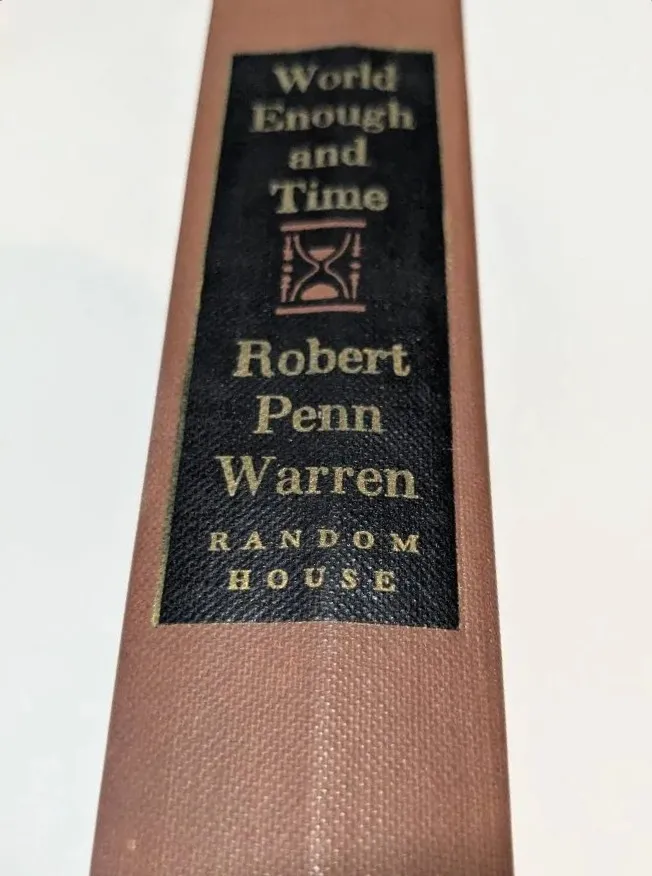 World
Enough
and
Time
Robert
Penn
Warren
RANDOM
HOUSE